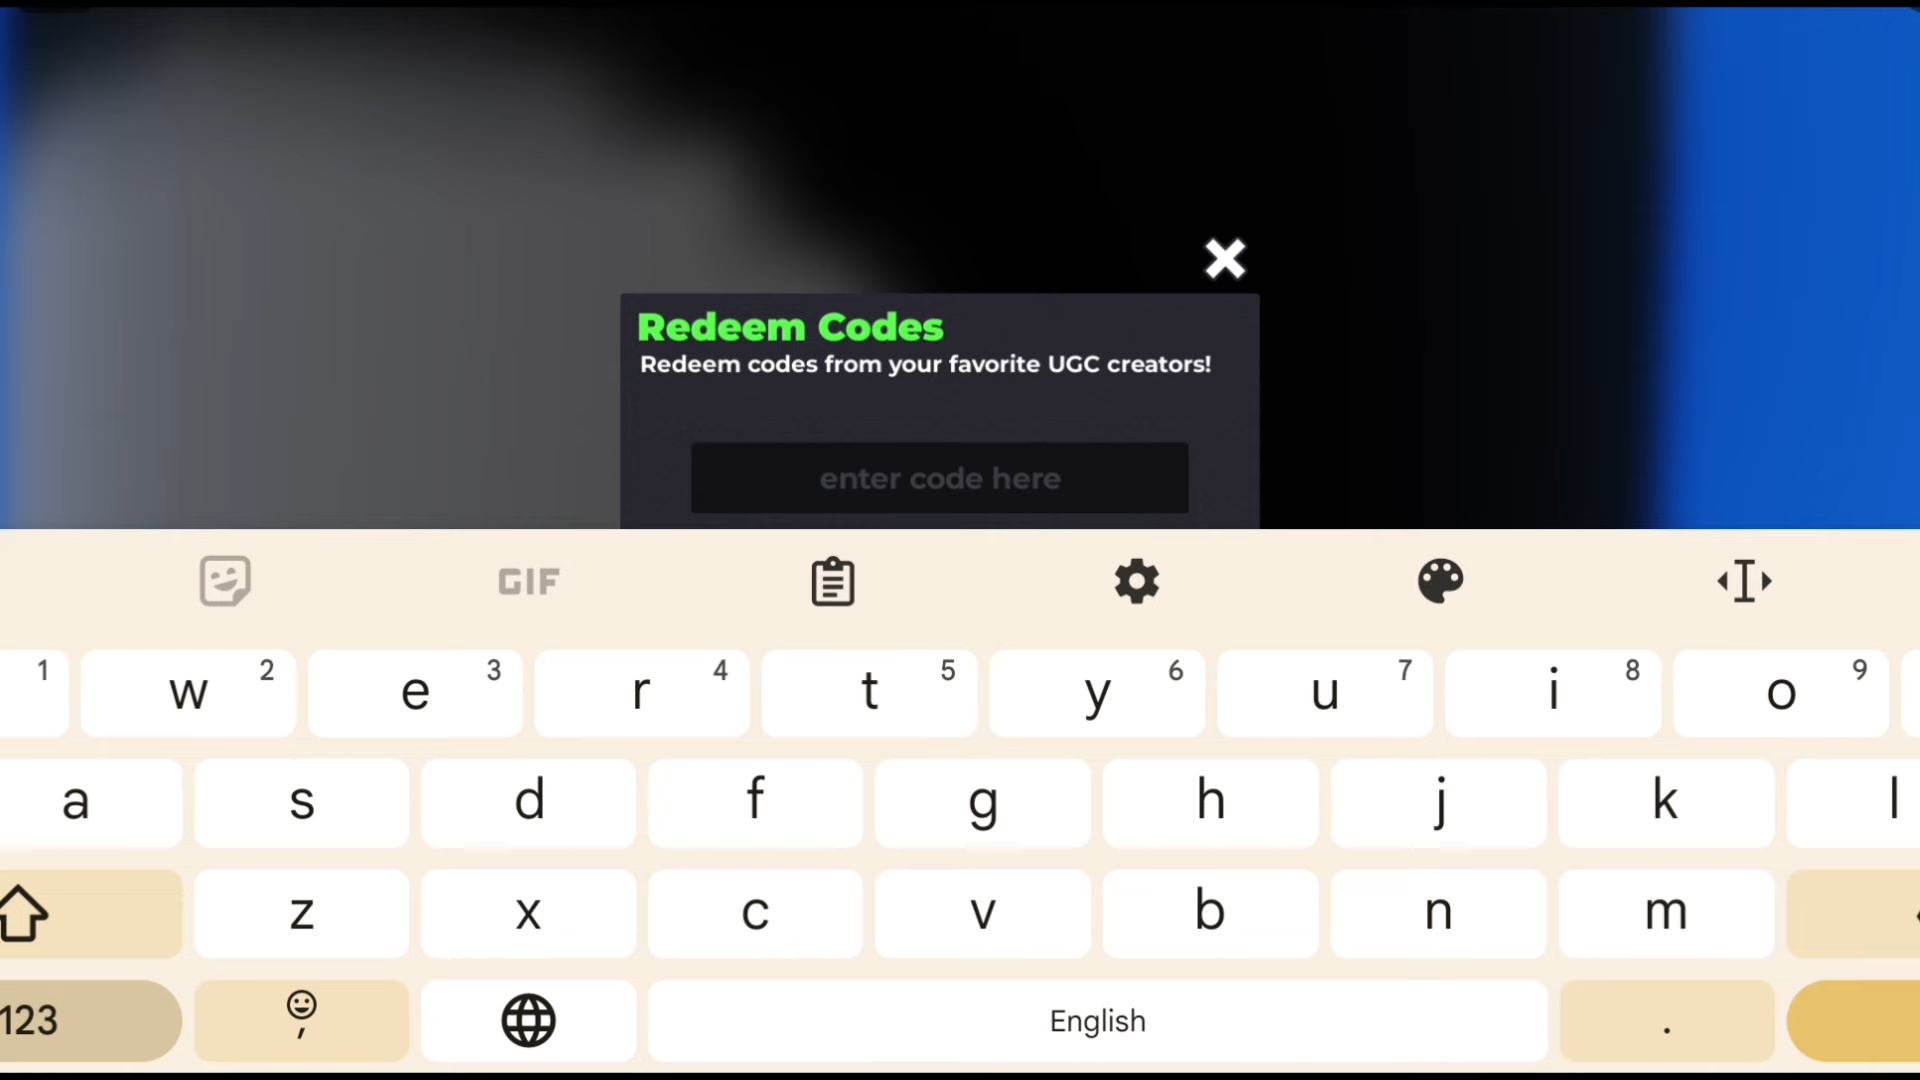 Redeem Codes
Redeem codes from your favorite UGC creators!
enter code here
GIF
1 w 2 e 3 r 4 t 5 y 6 u 7 i 8 o 9
a s d f g h j k l
z x c v b n m
123 , English .